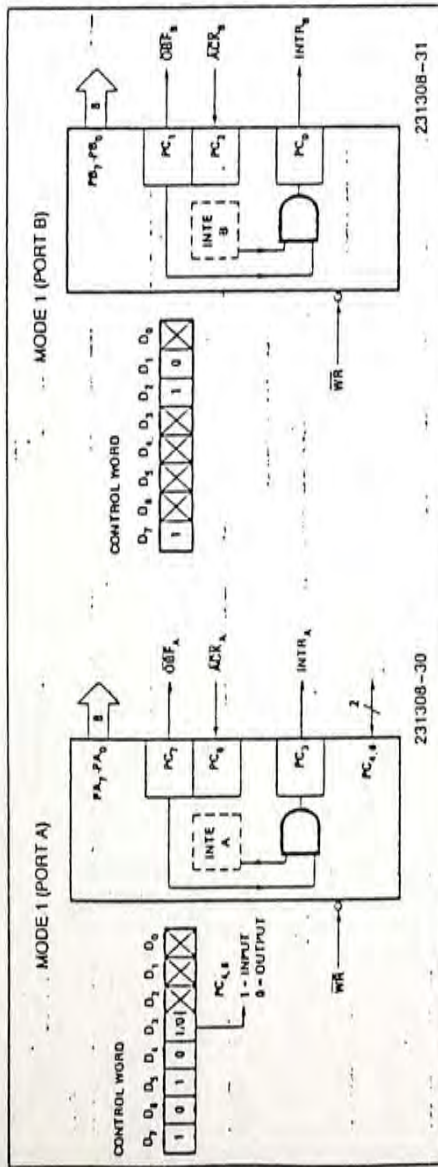 MODE 1 (PORT A)
CONTROL WORD
D7 D6 D5 D4 D3 D2 D1 D0
1 0 1 0 1/0
PC4,5
1 - INPUT
0 - OUTPUT
WR
PA7-PA0
8
PC7
OBFA
PC6
ACKA
INTE
A
PC3
INTRA
PC4,5
2
231308-30
MODE 1 (PORT B)
CONTROL WORD
D7 D6 D5 D4 D3 D2 D1 D0
1 1 0
WR
PB7-PB0
8
PC1
OBFB
PC2
ACKB
INTE
B
PC0
INTRB
231308-31